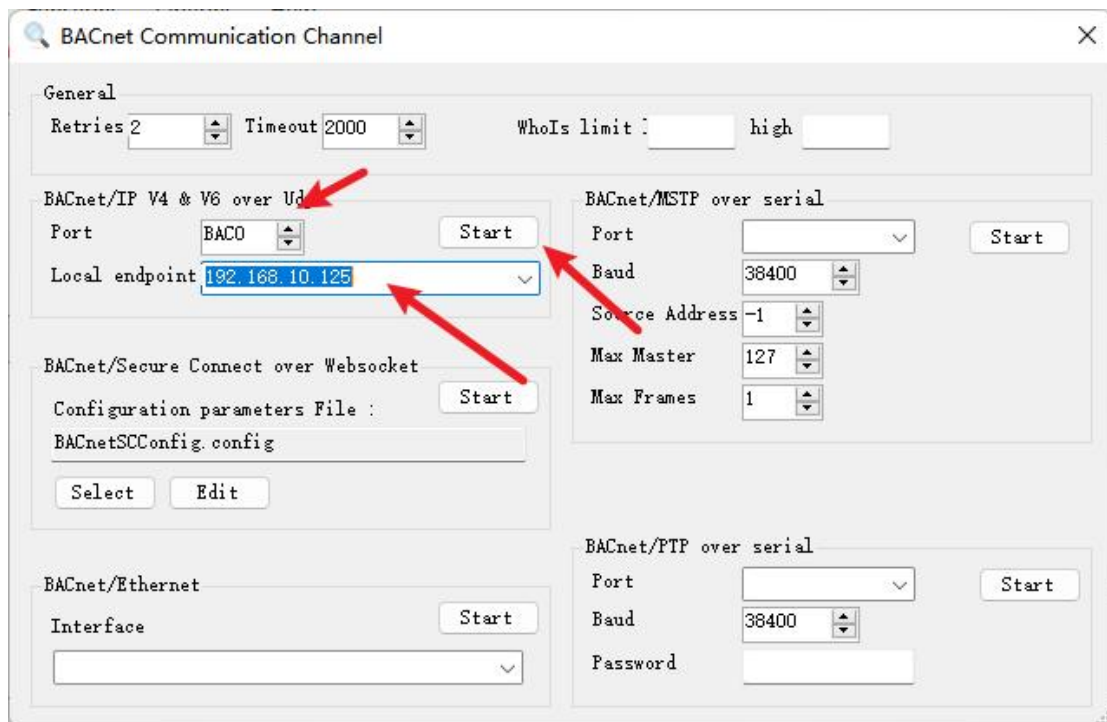 BACnet Communication Channel
General
Retries 2 Timeout 2000 WhoIs limit high
BACnet/IP V4 & V6 over Ud
Port BAC0 Start
Local endpoint 192.168.10.125
BACnet/MSTP over serial
Port Start
Baud 38400
Source Address -1
Max Master 127
Max Frames 1
BACnet/Secure Connect over Websocket
Start
Configuration parameters File :
BACnetSCConfig.config
Select Edit
BACnet/Ethernet
Start
Interface
BACnet/PTP over serial
Port Start
Baud 38400
Password